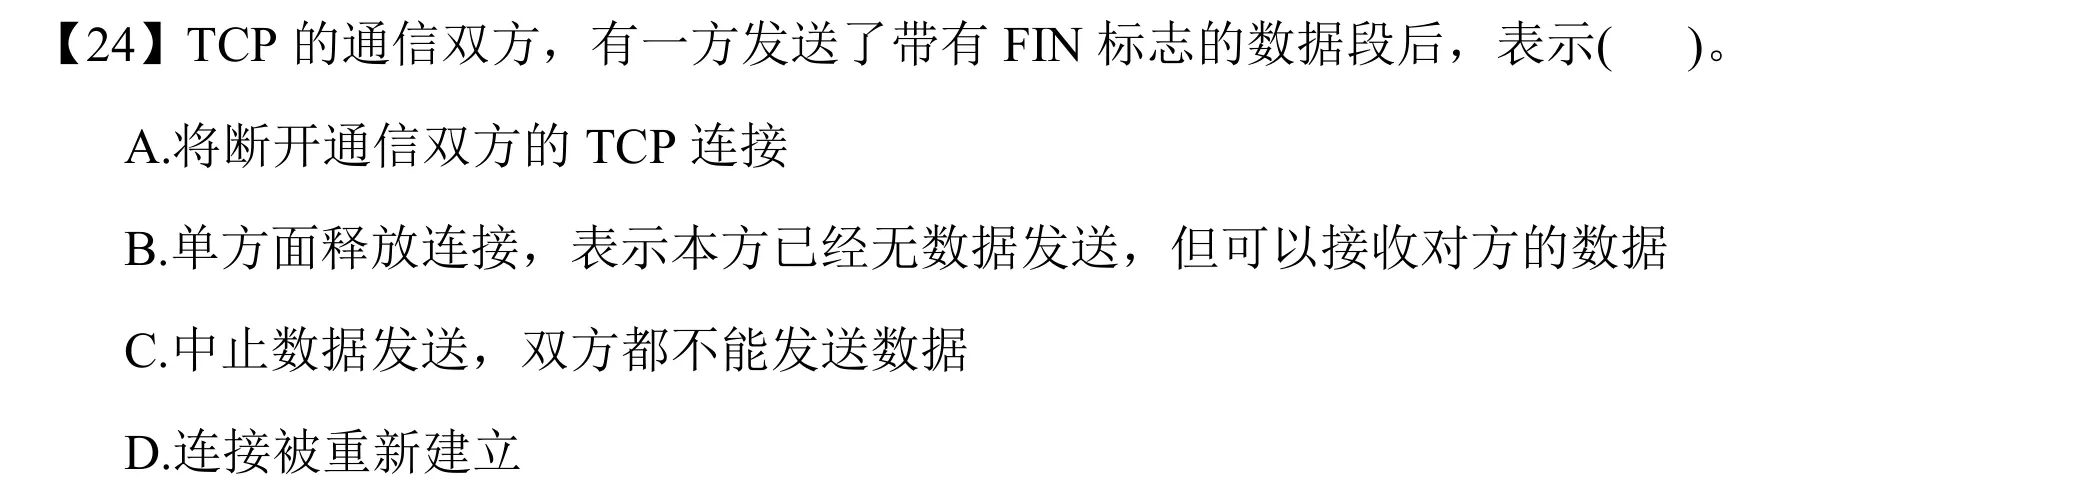 【24】TCP 的通信双方，有一方发送了带有 FIN 标志的数据段后，表示(     )。
A.将断开通信双方的 TCP 连接
B.单方面释放连接，表示本方已经无数据发送，但可以接收对方的数据
C.中止数据发送，双方都不能发送数据
D.连接被重新建立